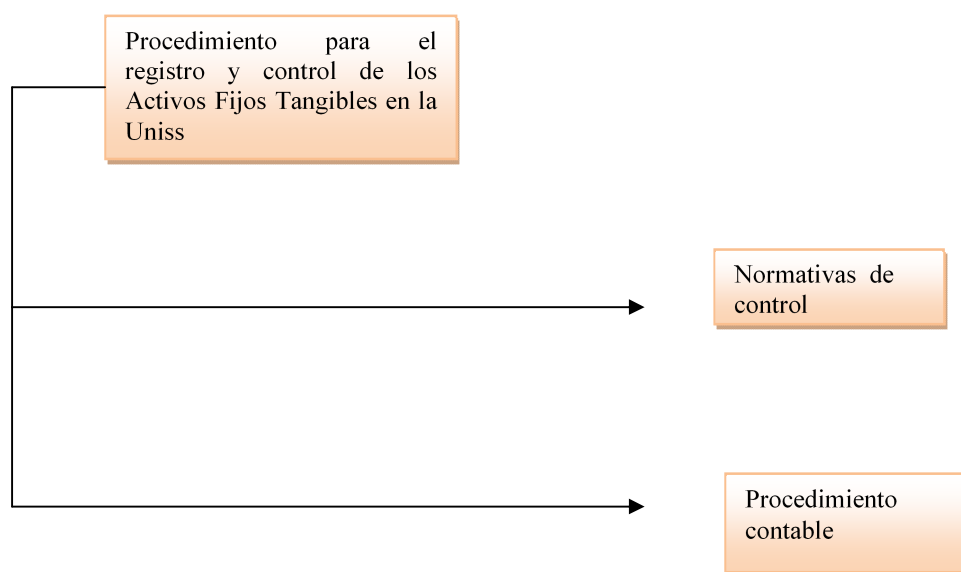 Procedimiento para el
registro y control de los
Activos Fijos Tangibles en la
Uniss
Normativas de
control
Procedimiento
contable